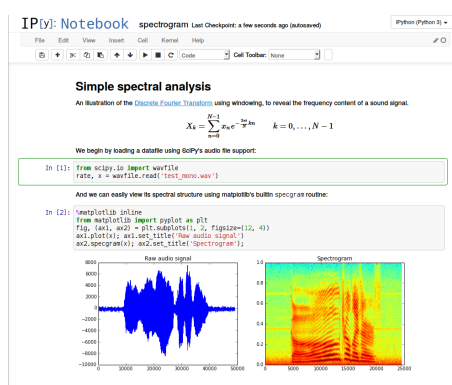 IP[y]: Notebook spectrogram Last Checkpoint: a few seconds ago (autosaved)
IPython (Python 3)
File Edit View Insert Cell Kernel Help
Code Cell Toolbar: None
Simple spectral analysis
An illustration of the Discrete Fourier Transform using windowing, to reveal the frequency content of a sound signal.
X_k = \sum_{n=0}^{N-1} x_n e^{-\frac{2\pi i}{N} kn} k = 0, . . . , N − 1
We begin by loading a datafile using SciPy's audio file support:
In [1]: from scipy.io import wavfile
rate, x = wavfile.read('test_mono.wav')
And we can easily view its spectral structure using matplotlib's builtin specgram routine:
In [2]: %matplotlib inline
from matplotlib import pyplot as plt
fig, (ax1, ax2) = plt.subplots(1, 2, figsize=(12, 4))
ax1.plot(x); ax1.set_title('Raw audio signal')
ax2.specgram(x); ax2.set_title('Spectrogram');
Raw audio signal
8000
6000
4000
2000
0
−2000
−4000
−6000
−8000
−10000
0 10000 20000 30000 40000 50000
Spectrogram
1.0
0.8
0.6
0.4
0.2
0.0
0 5000 10000 15000 20000 25000